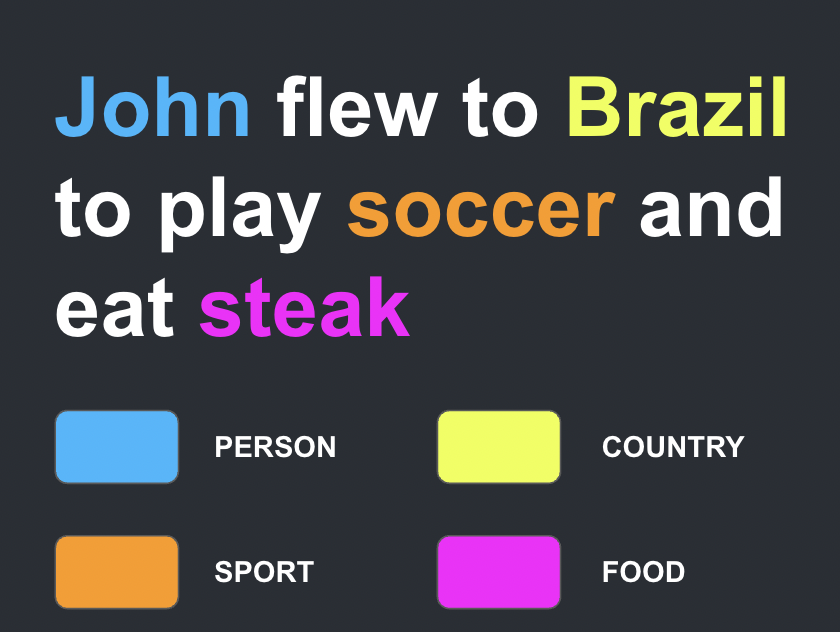 John flew to Brazil
to play soccer and
eat steak
PERSON
COUNTRY
SPORT
FOOD